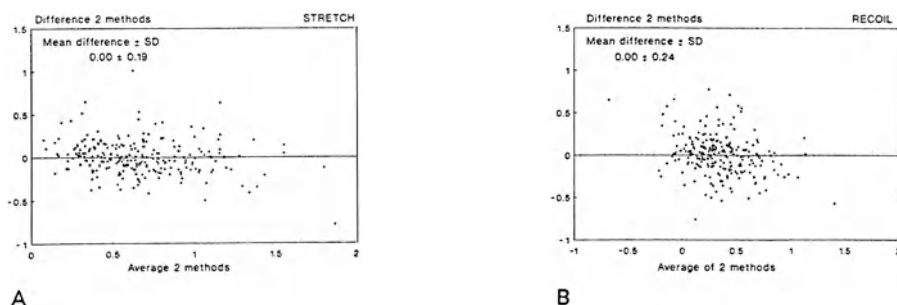 Difference 2 methods STRETCH
1.5
Mean difference ± SD
0.00 ± 0.19
1
0.5
0
-0.5
-1
0 0.5 1 1.5 2
Average 2 methods
A
Difference 2 methods RECOIL
1.5
Mean difference ± SD
0.00 ± 0.24
1
0.5
0
-0.5
-1
-1 -0.5 0 0.5 1 1.5 2
Average of 2 methods
B